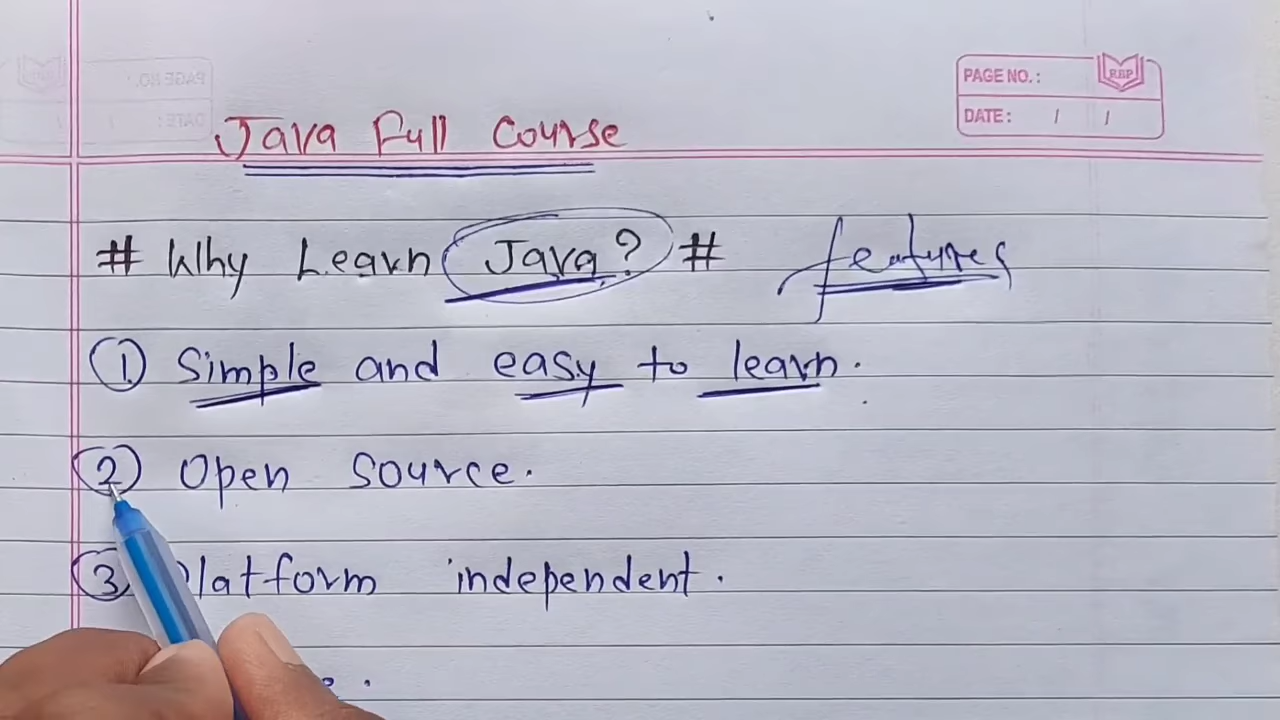 PAGE NO.:
RBP
DATE: / /
Java Full Course
# Why Learn Java? # features
① Simple and easy to learn.
② Open source.
③ Platform independent.